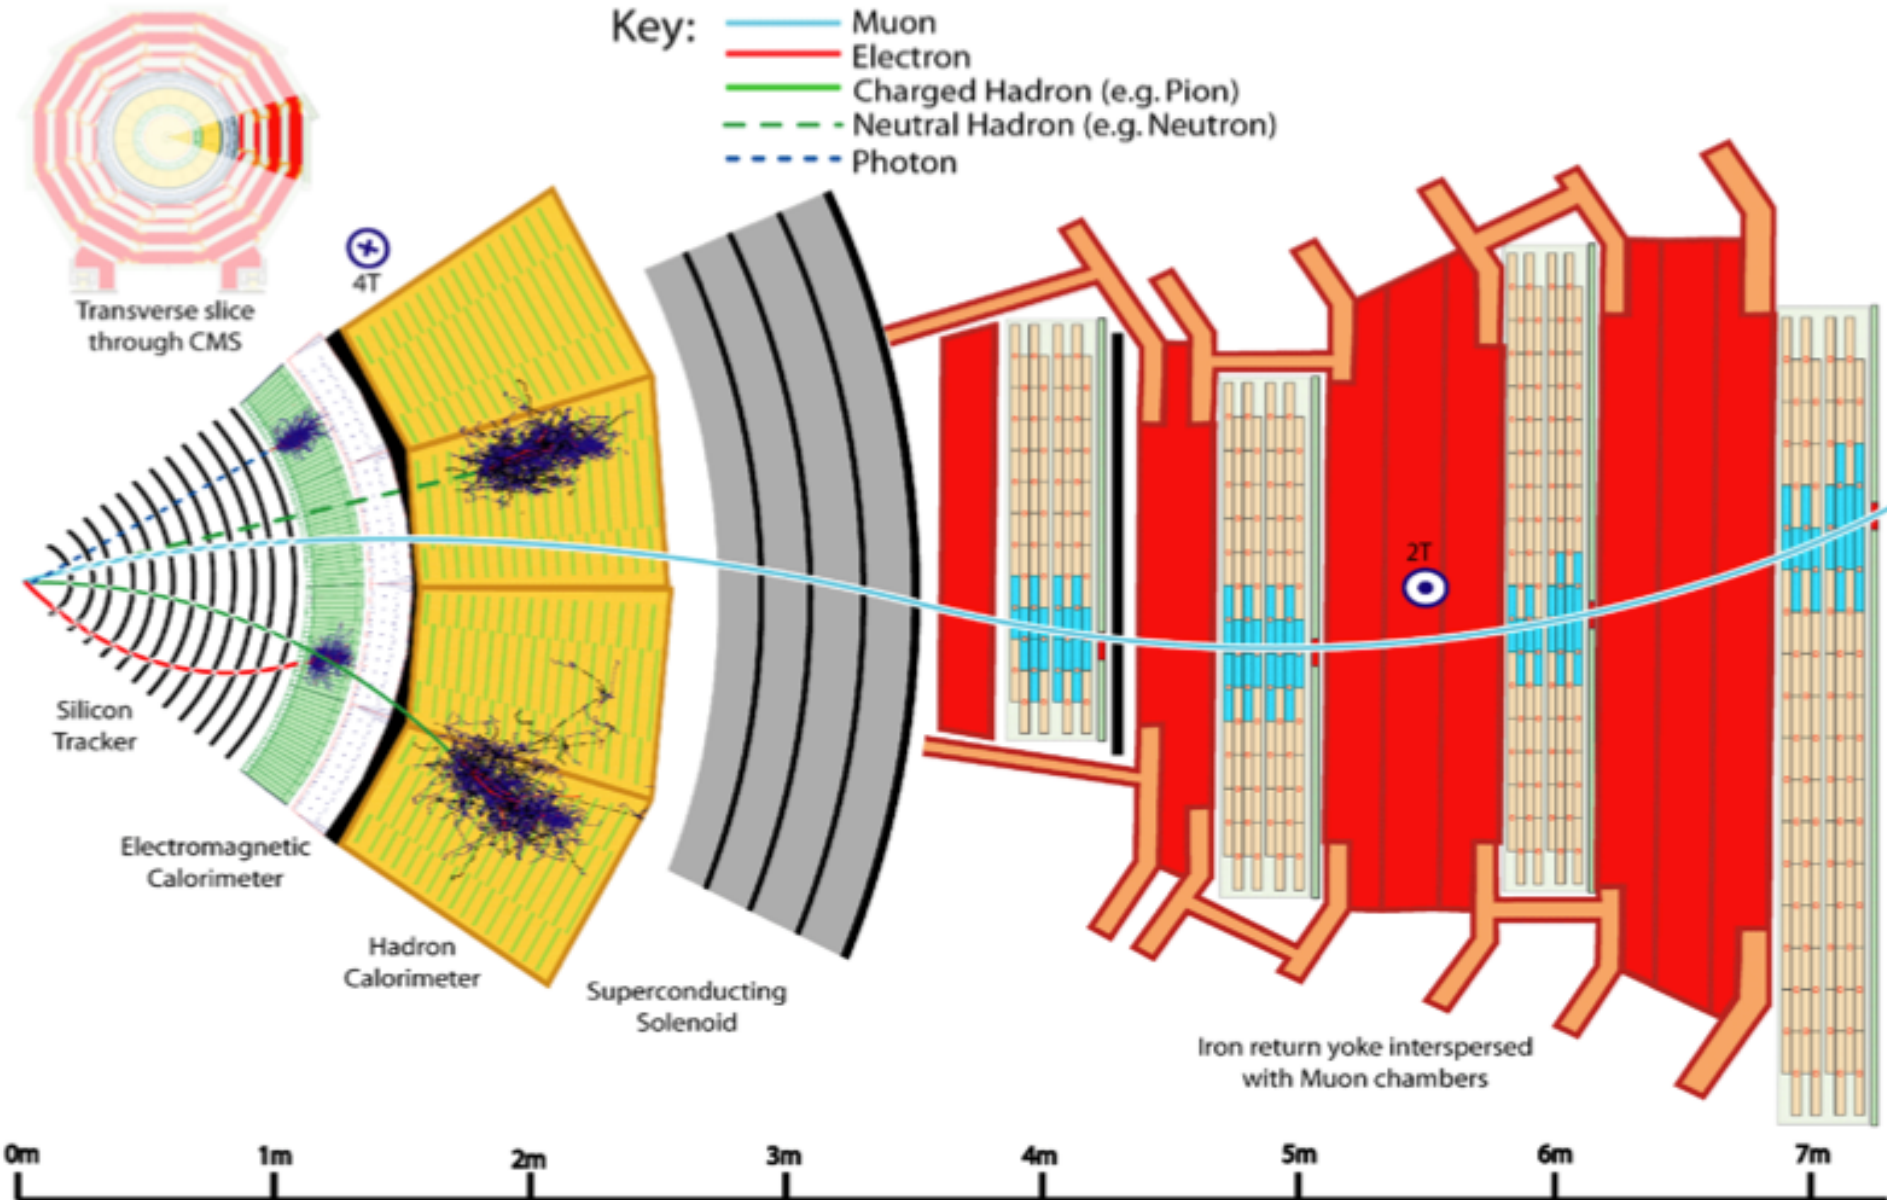 Key:
Muon
Electron
Charged Hadron (e.g. Pion)
Neutral Hadron (e.g. Neutron)
Photon
Transverse slice
through CMS
4T
2T
Silicon
Tracker
Electromagnetic
Calorimeter
Hadron
Calorimeter
Superconducting
Solenoid
Iron return yoke interspersed
with Muon chambers
0m 1m 2m 3m 4m 5m 6m 7m